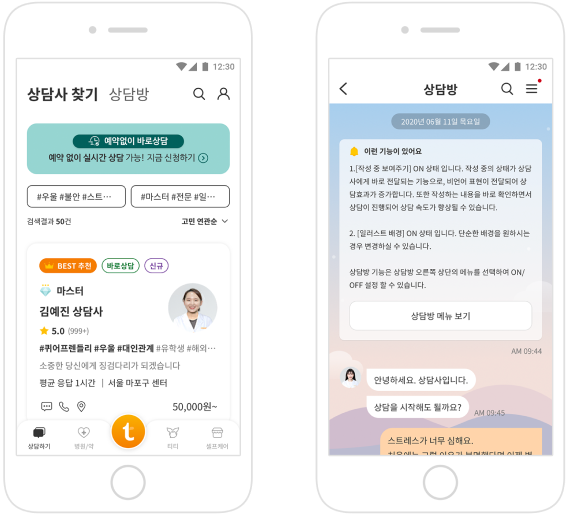 12:30
상담사 찾기 상담방
예약없이 바로상담
예약 없이 실시간 상담 가능! 지금 신청하기
#우울 #불안 #스트···
#마스터 #전문 #일···
검색결과 50건
고민 연관순
BEST 추천 바로상담 신규
마스터
김예진 상담사
5.0 (999+)
#퀴어프렌들리 #우울 #대인관계 #유학생 #해외···
소중한 당신에게 징검다리가 되겠습니다
평균 응답 1시간 | 서울 마포구 센터
50,000원~
상담하기
병원/약
t
티티
셀프케어
12:30
상담방
2020년 06월 11일 목요일
이런 기능이 있어요
1.[작성 중 보여주기] ON 상태 입니다. 작성 중의 상태가 상담
사에게 바로 전달되는 기능으로, 비언어 표현이 전달되어 상
담효과가 증가합니다. 또한 작성하는 내용을 바로 확인하면서
상담이 진행되어 상담 속도가 향상될 수 있습니다.
2. [일러스트 배경] ON 상태 입니다. 단순한 배경을 원하시는
경우 변경하실 수 있습니다.
상담방 기능은 상담방 오른쪽 상단의 메뉴를 선택하여 ON/
OFF 설정 할 수 있습니다.
상담방 메뉴 보기
AM 09:44
안녕하세요. 상담사입니다.
상담을 시작해도 될까요?
AM 09:45
스트레스가 너무 심해요.